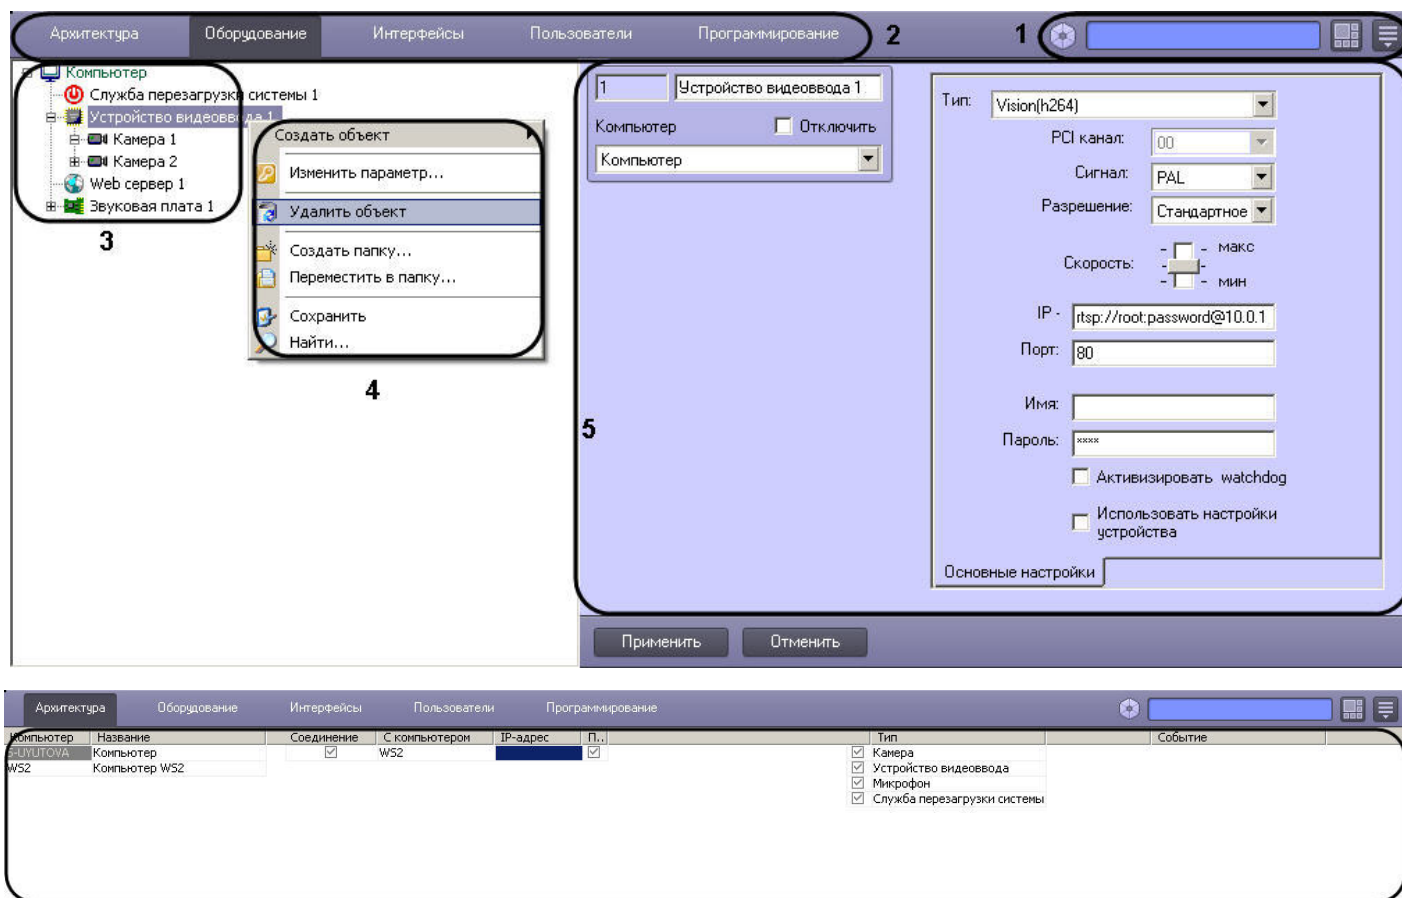 Архитектура Оборудование Интерфейсы Пользователи Программирование 2 1
Компьютер
Служба перезагрузки системы 1
Устройство видеоввода 1
Камера 1
Камера 2
Web сервер 1
Звуковая плата 1
3
Создать объект
Изменить параметр...
Удалить объект
Создать папку...
Переместить в папку...
Сохранить
Найти...
4
5
1 Устройство видеоввода 1
Компьютер Отключить
Компьютер
Тип: Vision(h264)
PCI канал: 00
Сигнал: PAL
Разрешение: Стандартное
Скорость: макс
мин
IP - rtsp://root:password@10.0.1
Порт: 80
Имя:
Пароль: ****
Активизировать watchdog
Использовать настройки
устройства
Основные настройки
Применить Отменить
Архитектура Оборудование Интерфейсы Пользователи Программирование
Компьютер Название Соединение С компьютером IP-адрес П.. Тип Событие
S-UYUTOVA Компьютер WS2 Камера
WS2 Компьютер WS2 Устройство видеоввода
Микрофон
Служба перезагрузки системы